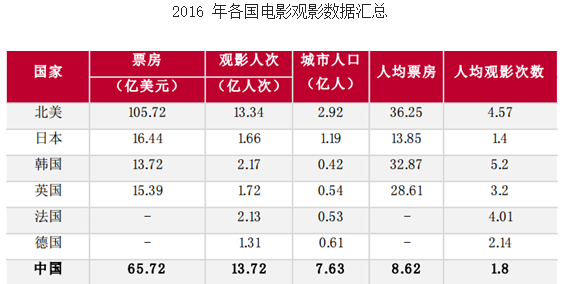 2016 年各国电影观影数据汇总
国家 票房（亿美元） 观影人次（亿人次） 城市人口（亿人） 人均票房 人均观影次数
北美 105.72 13.34 2.92 36.25 4.57
日本 16.44 1.66 1.19 13.85 1.4
韩国 13.72 2.17 0.42 32.87 5.2
英国 15.39 1.72 0.54 28.61 3.2
法国 - 2.13 0.53 - 4.01
德国 - 1.31 0.61 - 2.14
中国 65.72 13.72 7.63 8.62 1.8